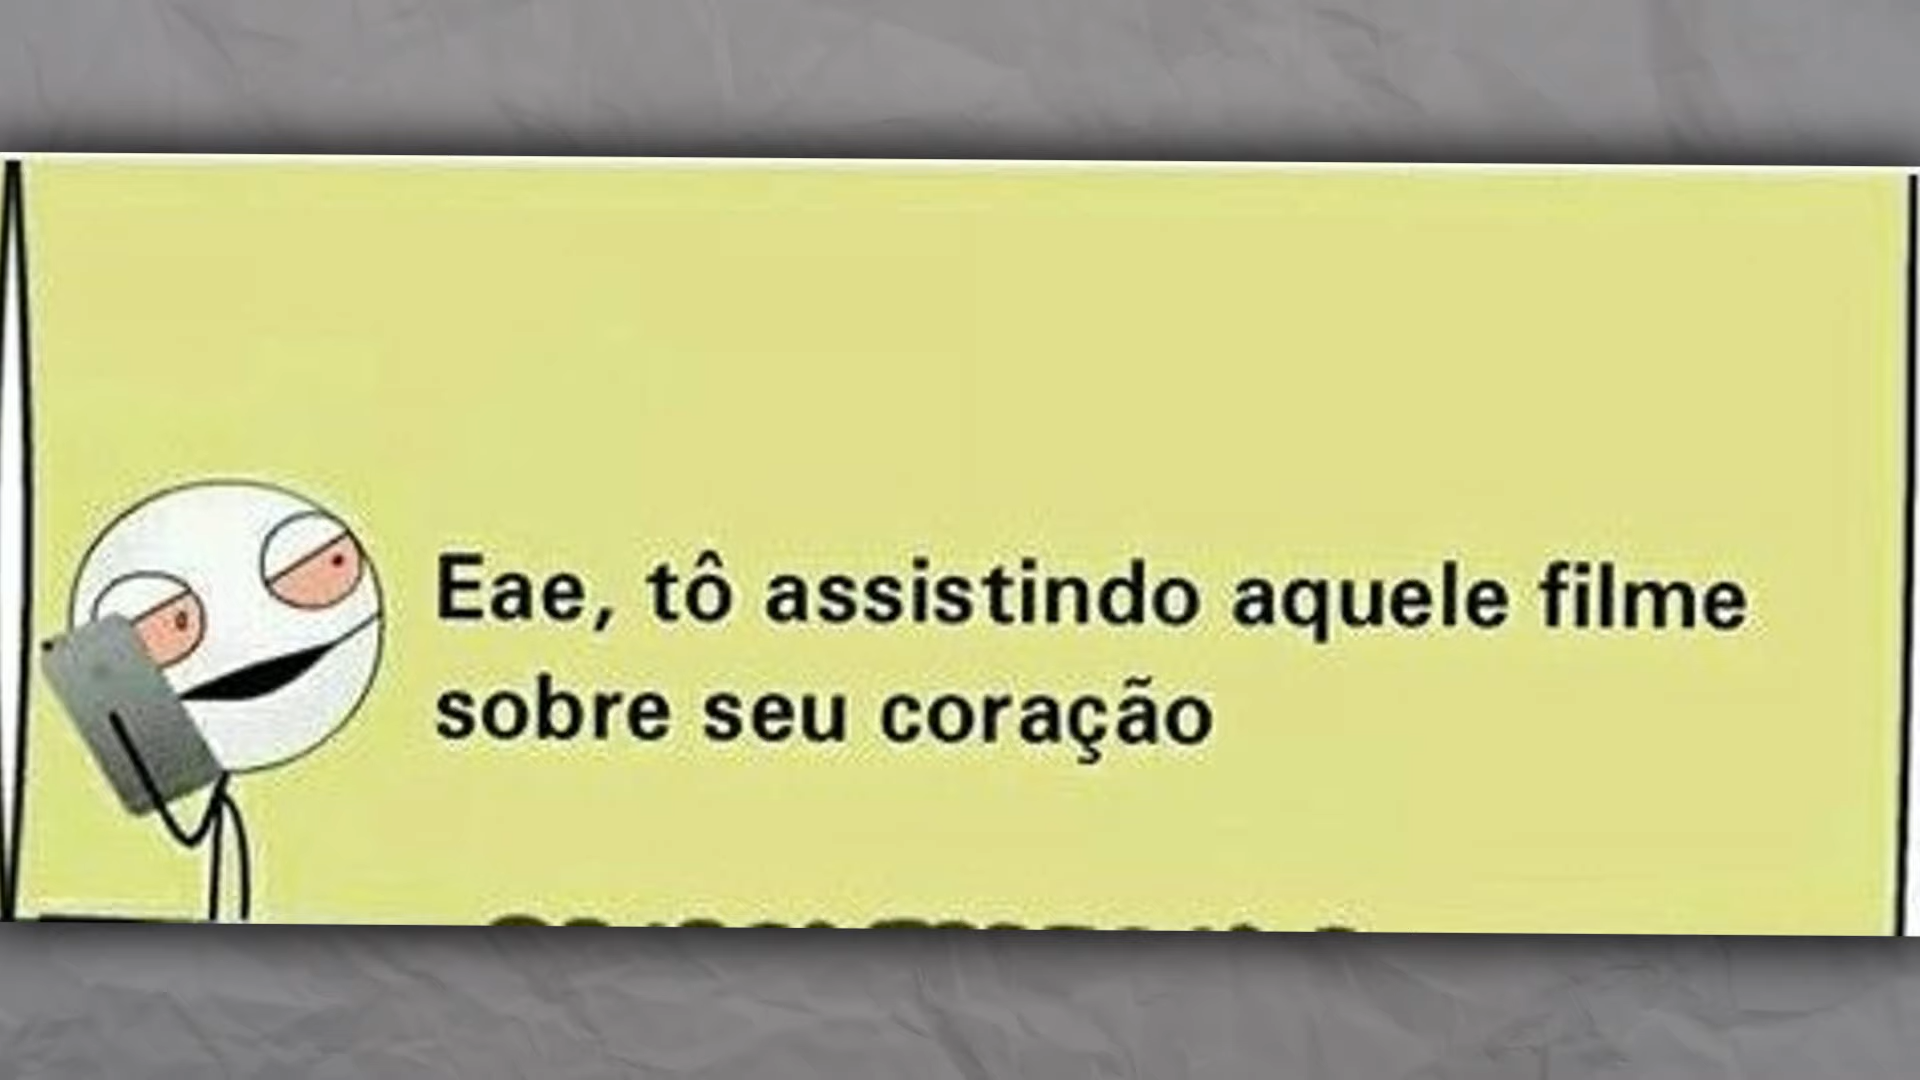 Eae, tô assistindo aquele filme
sobre seu coração